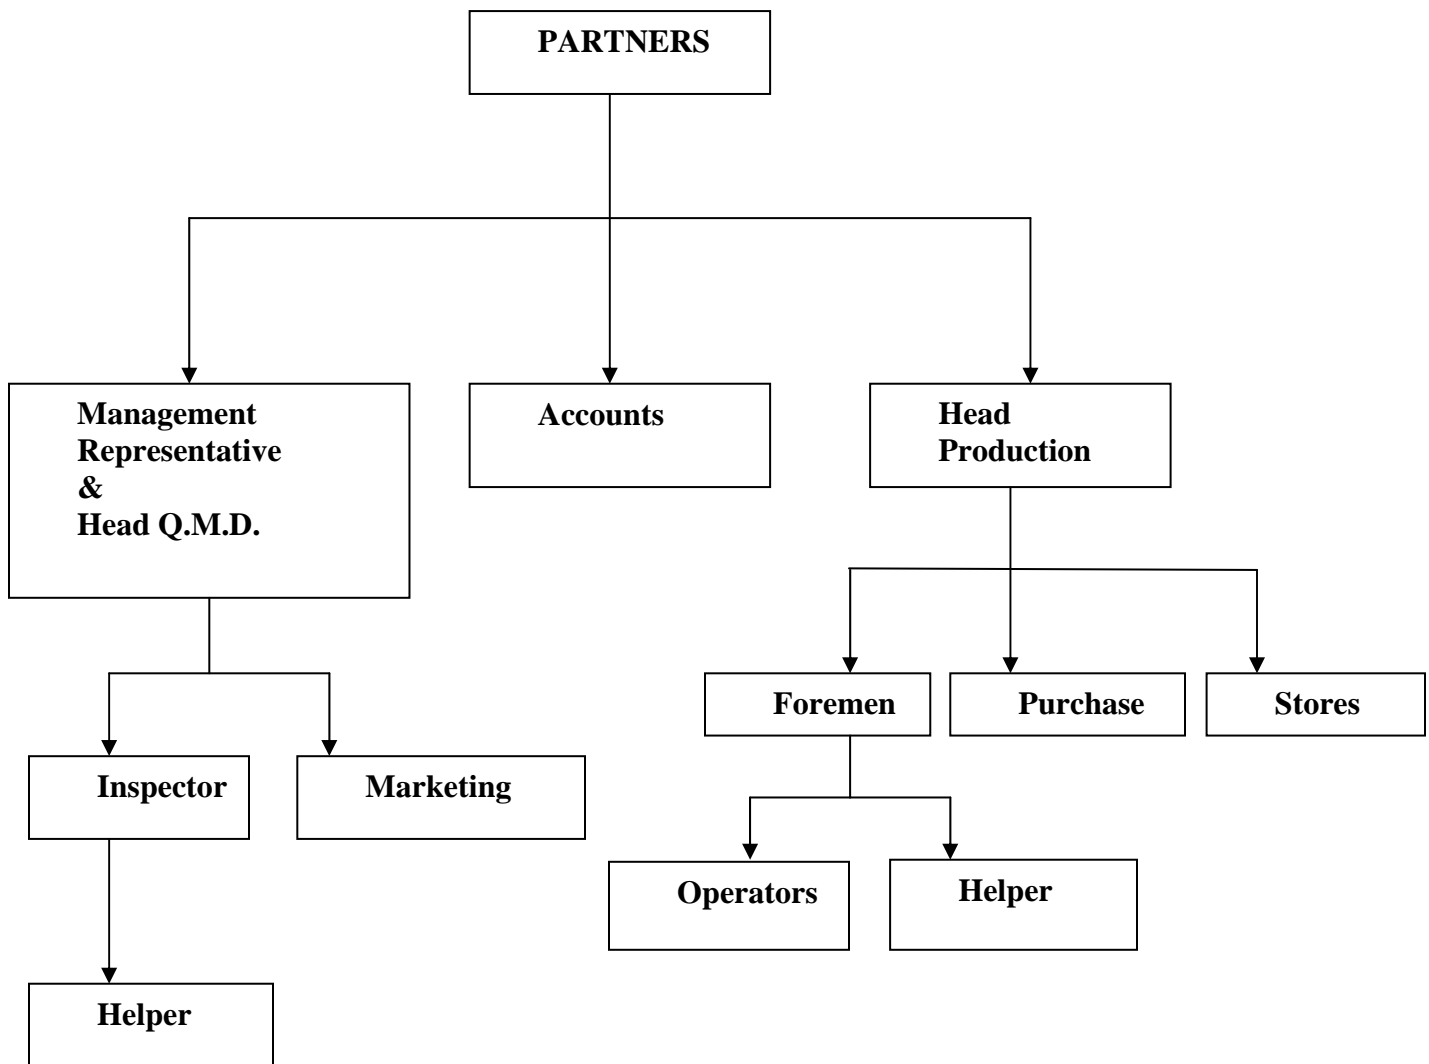 PARTNERS
Management
Representative
&
Head Q.M.D.
Accounts
Head
Production
Foremen
Purchase
Stores
Inspector
Marketing
Operators
Helper
Helper